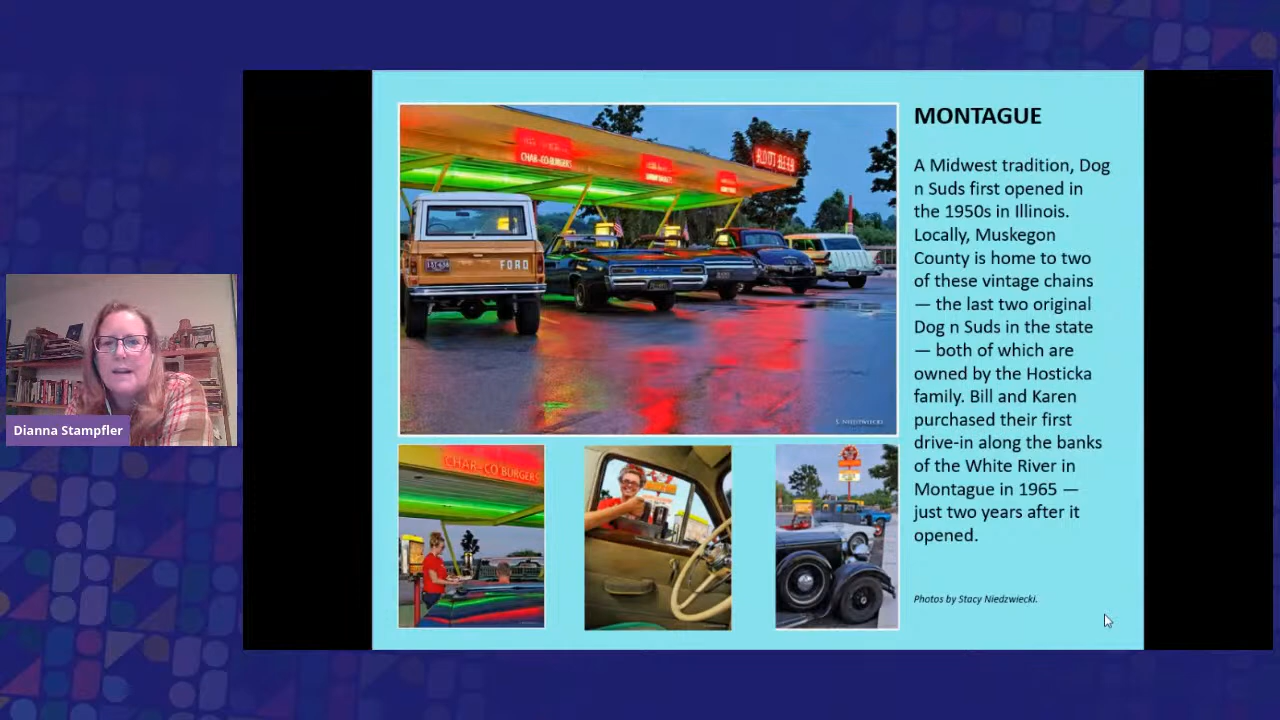 MONTAGUE
A Midwest tradition, Dog
n Suds first opened in
the 1950s in Illinois.
Locally, Muskegon
County is home to two
of these vintage chains
— the last two original
Dog n Suds in the state
— both of which are
owned by the Hosticka
family. Bill and Karen
purchased their first
drive-in along the banks
of the White River in
Montague in 1965 —
just two years after it
opened.
Photos by Stacy Niedzwiecki.
CHAR-CO-BURGERS
ROOT BEER
FORD
S. NIEDZWIECKI
CHAR-CO BURGERS
Dianna Stampfler